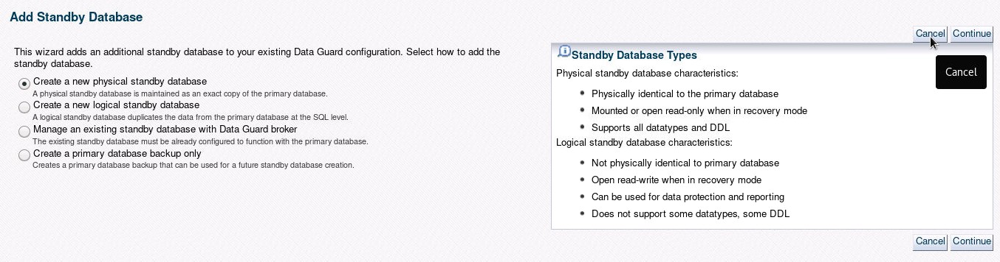 Add Standby Database
Cancel Continue
This wizard adds an additional standby database to your existing Data Guard configuration. Select how to add the
standby database.
Create a new physical standby database
A physical standby database is maintained as an exact copy of the primary database.
Create a new logical standby database
A logical standby database duplicates the data from the primary database at the SQL level.
Manage an existing standby database with Data Guard broker
The existing standby database must be already configured to function with the primary database.
Create a primary database backup only
Creates a primary database backup that can be used for a future standby database creation.
Standby Database Types
Cancel
Physical standby database characteristics:
Physically identical to the primary database
Mounted or open read-only when in recovery mode
Supports all datatypes and DDL
Logical standby database characteristics:
Not physically identical to primary database
Open read-write when in recovery mode
Can be used for data protection and reporting
Does not support some datatypes, some DDL
Cancel Continue